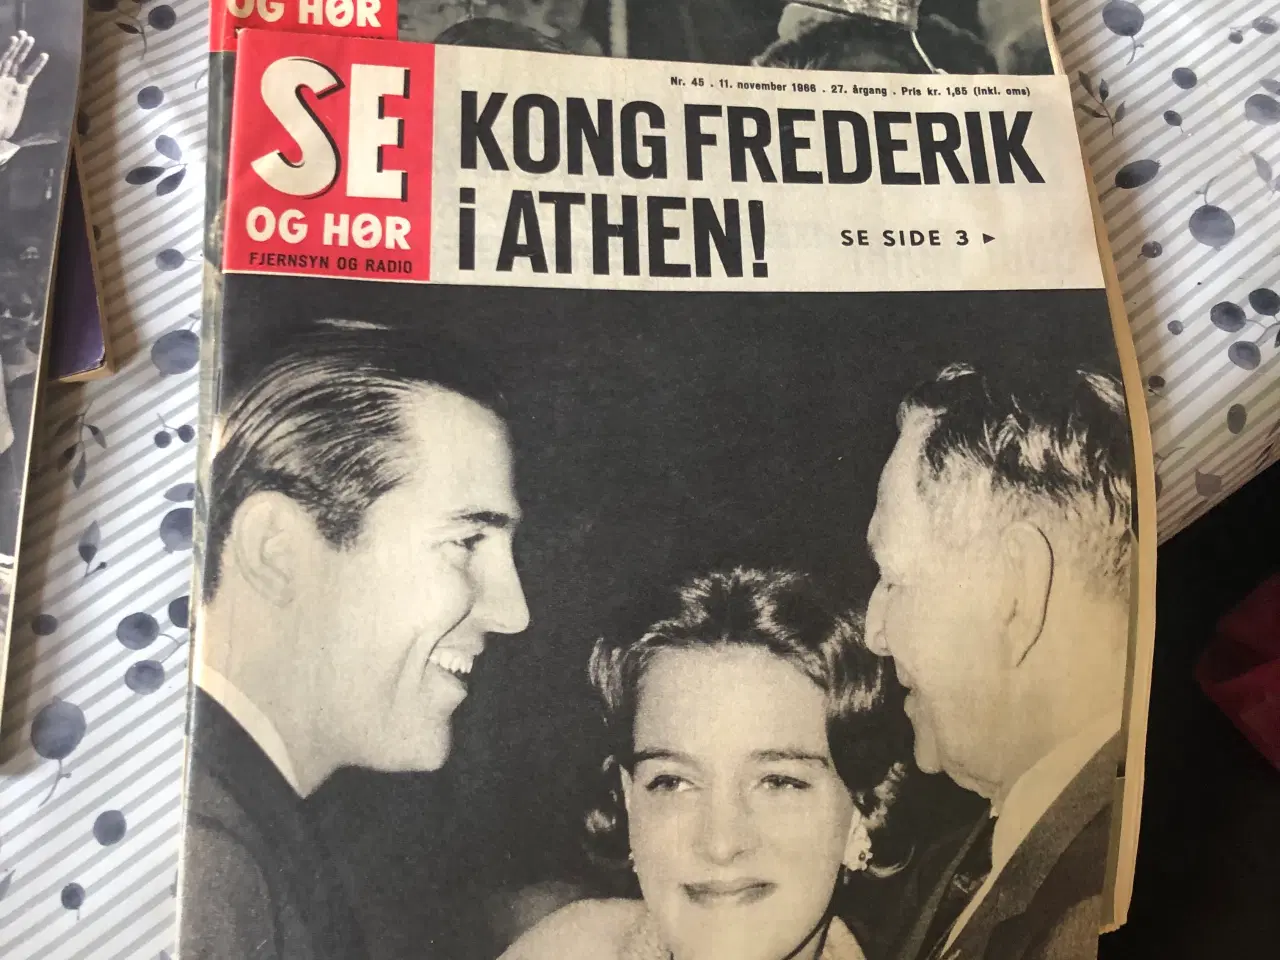 OG HØR
SE
OG HØR
FJERNSYN OG RADIO
Nr. 45 . 11. november 1966 . 27. årgang . Pris kr. 1,65 (inkl. oms)
KONG FREDERIK
i ATHEN!
SE SIDE 3 ►